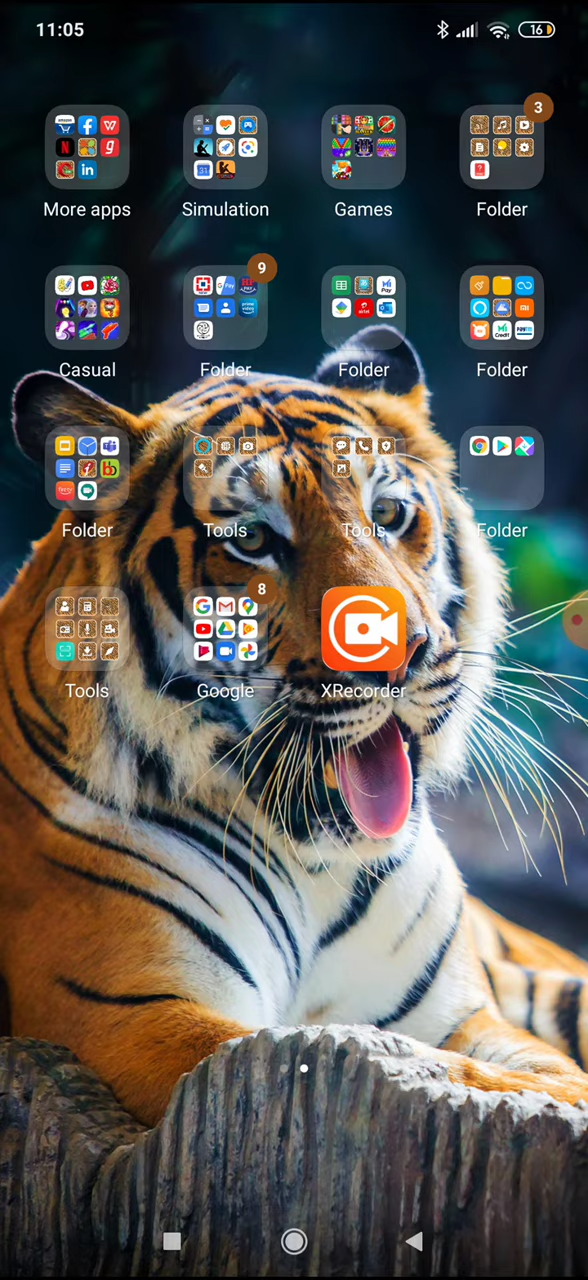 11:05
16
3
More apps
Simulation
Games
Folder
9
Casual
Folder
Folder
Folder
Folder
Tools
Tools
Folder
8
Tools
Google
XRecorder